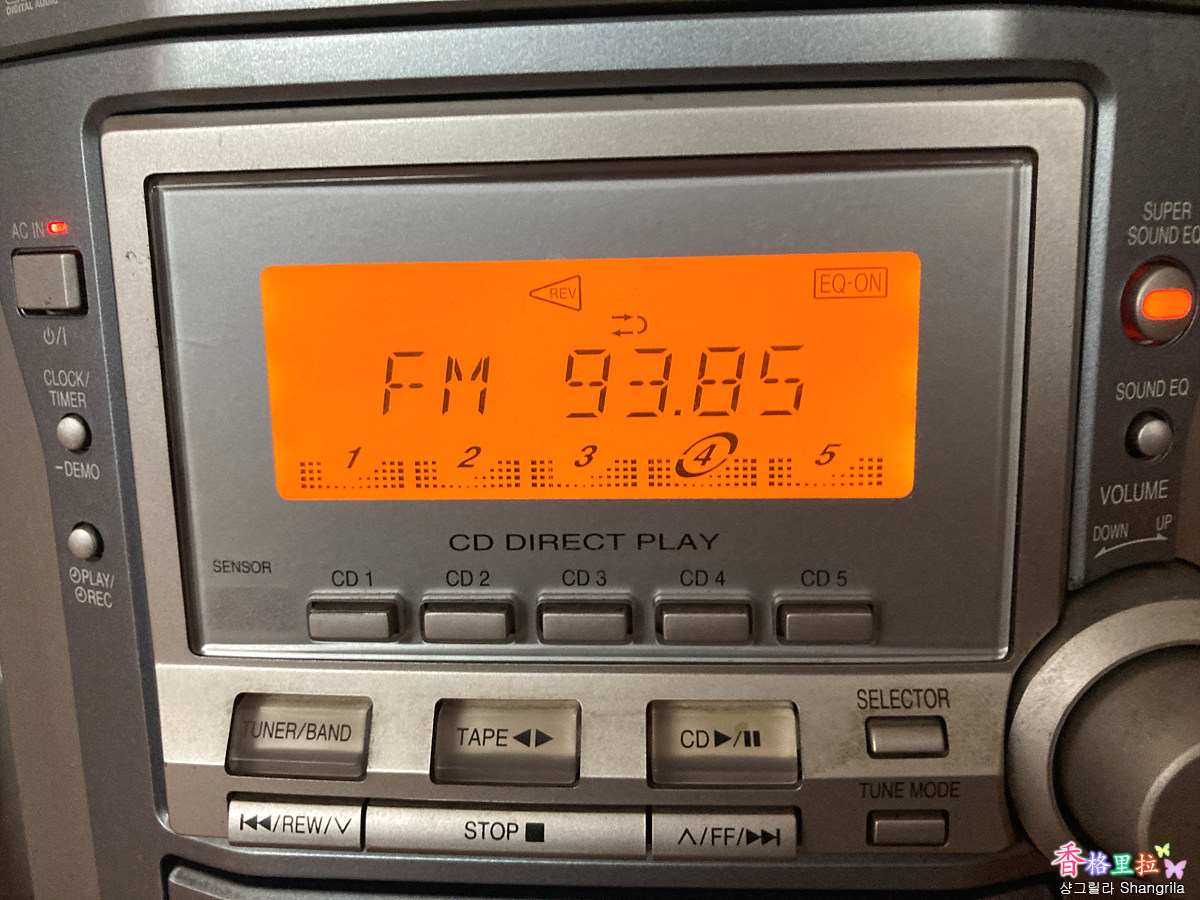 DIGITAL AUDIO
AC IN
⏻/I
CLOCK/
TIMER
–DEMO
PLAY/
REC
REV
EQ-ON
FM 93.85
1 2 3 4 5
CD DIRECT PLAY
SENSOR
CD 1 CD 2 CD 3 CD 4 CD 5
SUPER
SOUND EQ
SOUND EQ
VOLUME
DOWN UP
TUNER/BAND
TAPE ◀▶
CD ▶/⏸
SELECTOR
TUNE MODE
⏮/REW/∨
STOP ■
∧/FF/⏭
香格里拉
샹그릴라 Shangrila